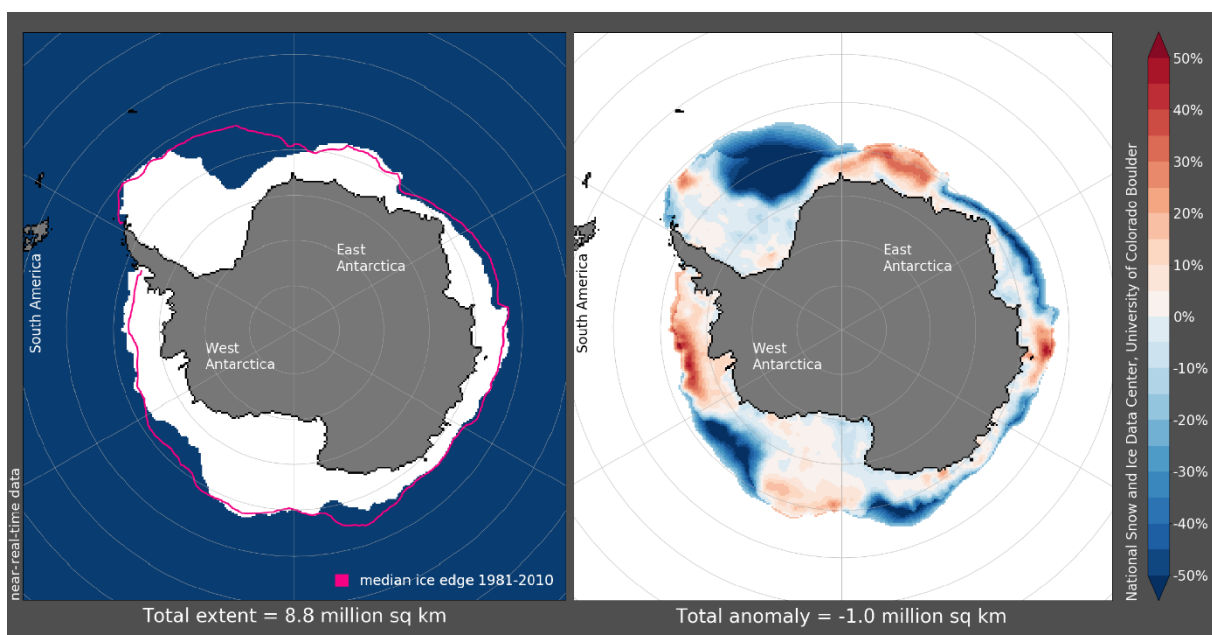 South America
East
Antarctica
West
Antarctica
near-real-time data
median ice edge 1981-2010
Total extent = 8.8 million sq km
South America
East
Antarctica
West
Antarctica
Total anomaly = -1.0 million sq km
National Snow and Ice Data Center, University of Colorado Boulder
50%
40%
30%
20%
10%
0%
-10%
-20%
-30%
-40%
-50%